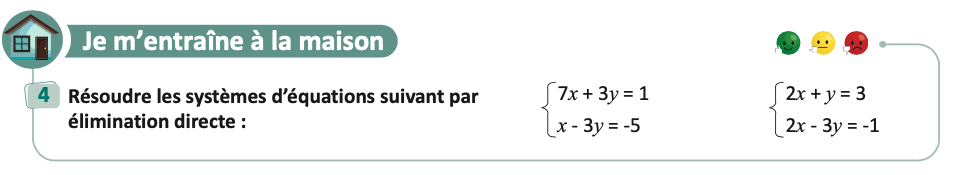 Je m’entraîne à la maison
4 Résoudre les systèmes d’équations suivant par
élimination directe :
7x + 3y = 1
x - 3y = -5
2x + y = 3
2x - 3y = -1